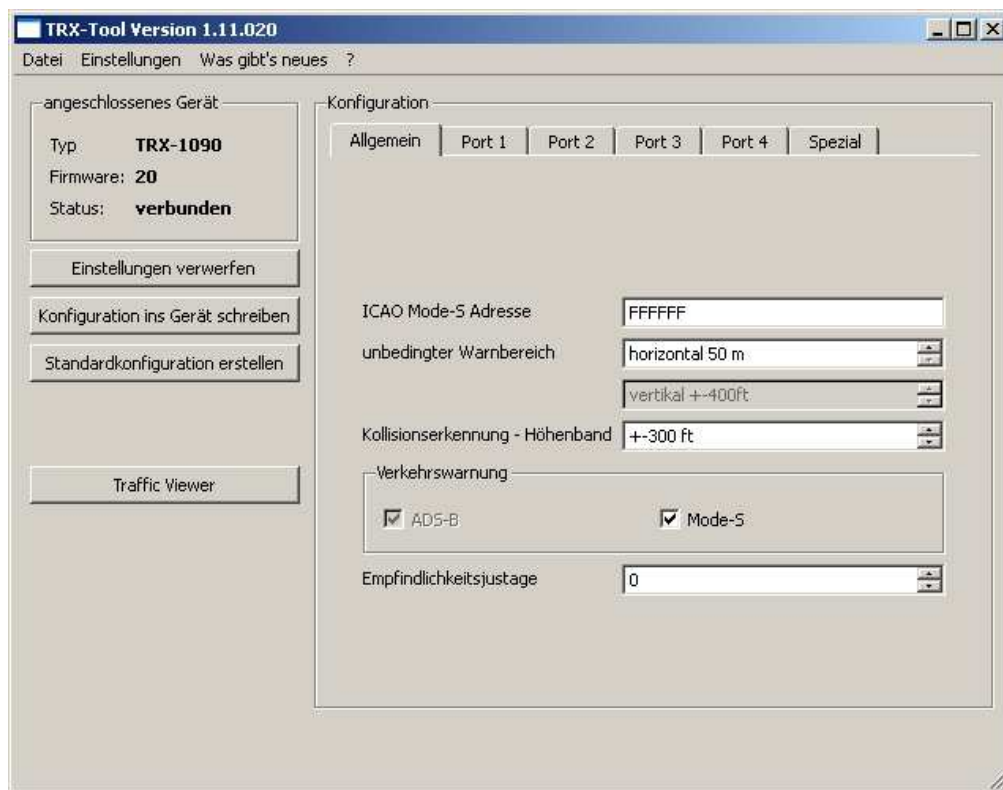 TRX-Tool Version 1.11.020
Datei Einstellungen Was gibt's neues ?
angeschlossenes Gerät
Typ TRX-1090
Firmware: 20
Status: verbunden
Einstellungen verwerfen
Konfiguration ins Gerät schreiben
Standardkonfiguration erstellen
Traffic Viewer
Konfiguration
Allgemein Port 1 Port 2 Port 3 Port 4 Spezial
ICAO Mode-S Adresse FFFFFF
unbedingter Warnbereich horizontal 50 m
vertikal +-400ft
Kollisionserkennung - Höhenband +-300 ft
Verkehrswarnung
ADS-B Mode-S
Empfindlichkeitsjustage 0